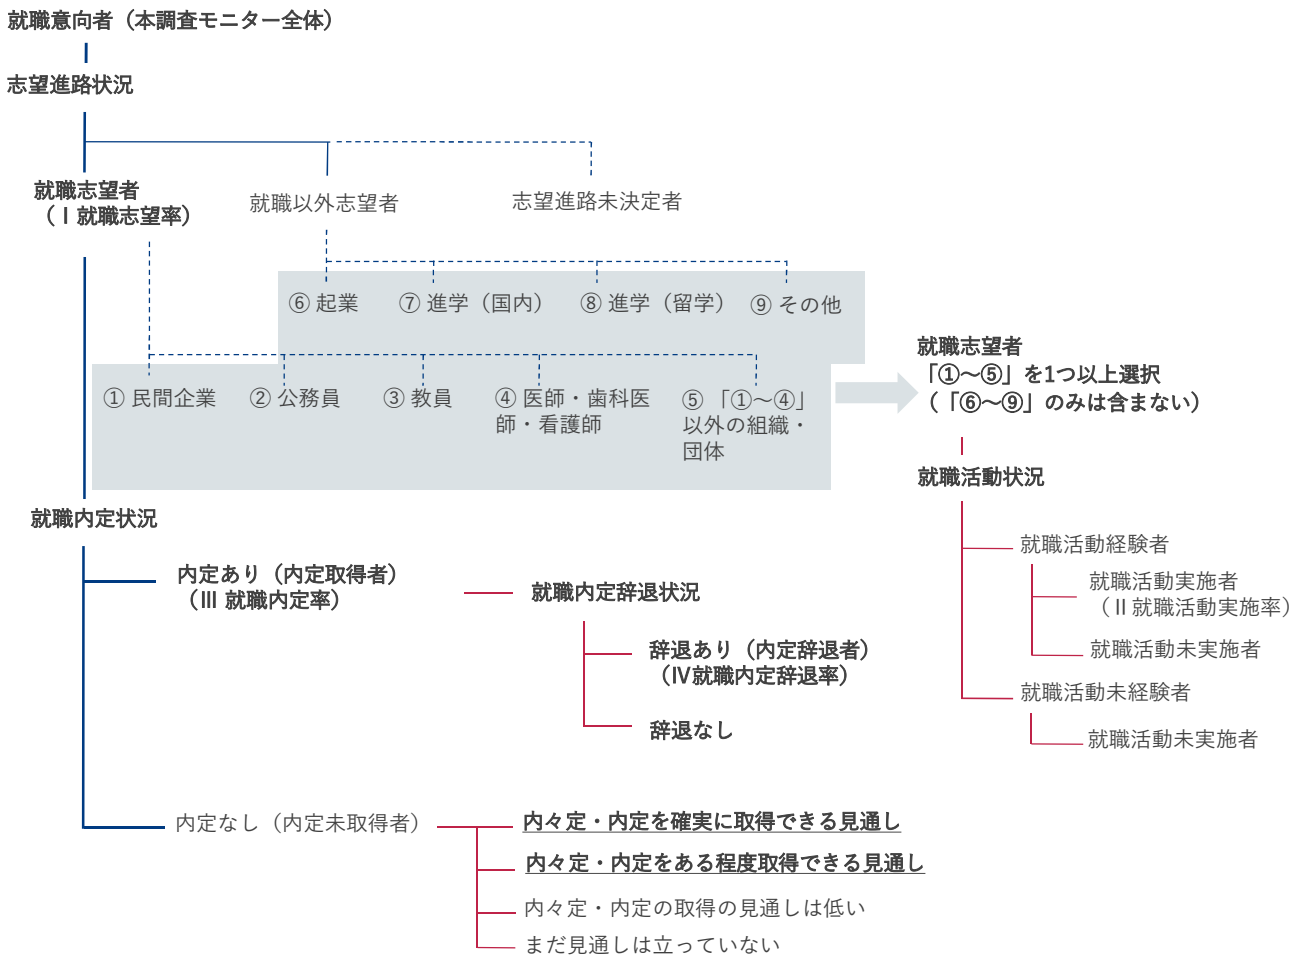 就職意向者（本調査モニター全体）
志望進路状況
就職志望者
（Ⅰ就職志望率）
就職以外志望者
志望進路未決定者
⑥ 起業
⑦ 進学（国内）
⑧ 進学（留学）
⑨ その他
① 民間企業
② 公務員
③ 教員
④ 医師・歯科医
師・看護師
⑤ 「①～④」
以外の組織・
団体
就職志望者
「①～⑤」を1つ以上選択
（「⑥～⑨」のみは含まない）
就職活動状況
就職活動経験者
就職活動実施者
（Ⅱ就職活動実施率）
就職活動未実施者
就職活動未経験者
就職活動未実施者
就職内定状況
内定あり（内定取得者）
（Ⅲ 就職内定率）
就職内定辞退状況
辞退あり（内定辞退者）
（Ⅳ就職内定辞退率）
辞退なし
内定なし（内定未取得者）
内々定・内定を確実に取得できる見通し
内々定・内定をある程度取得できる見通し
内々定・内定の取得の見通しは低い
まだ見通しは立っていない